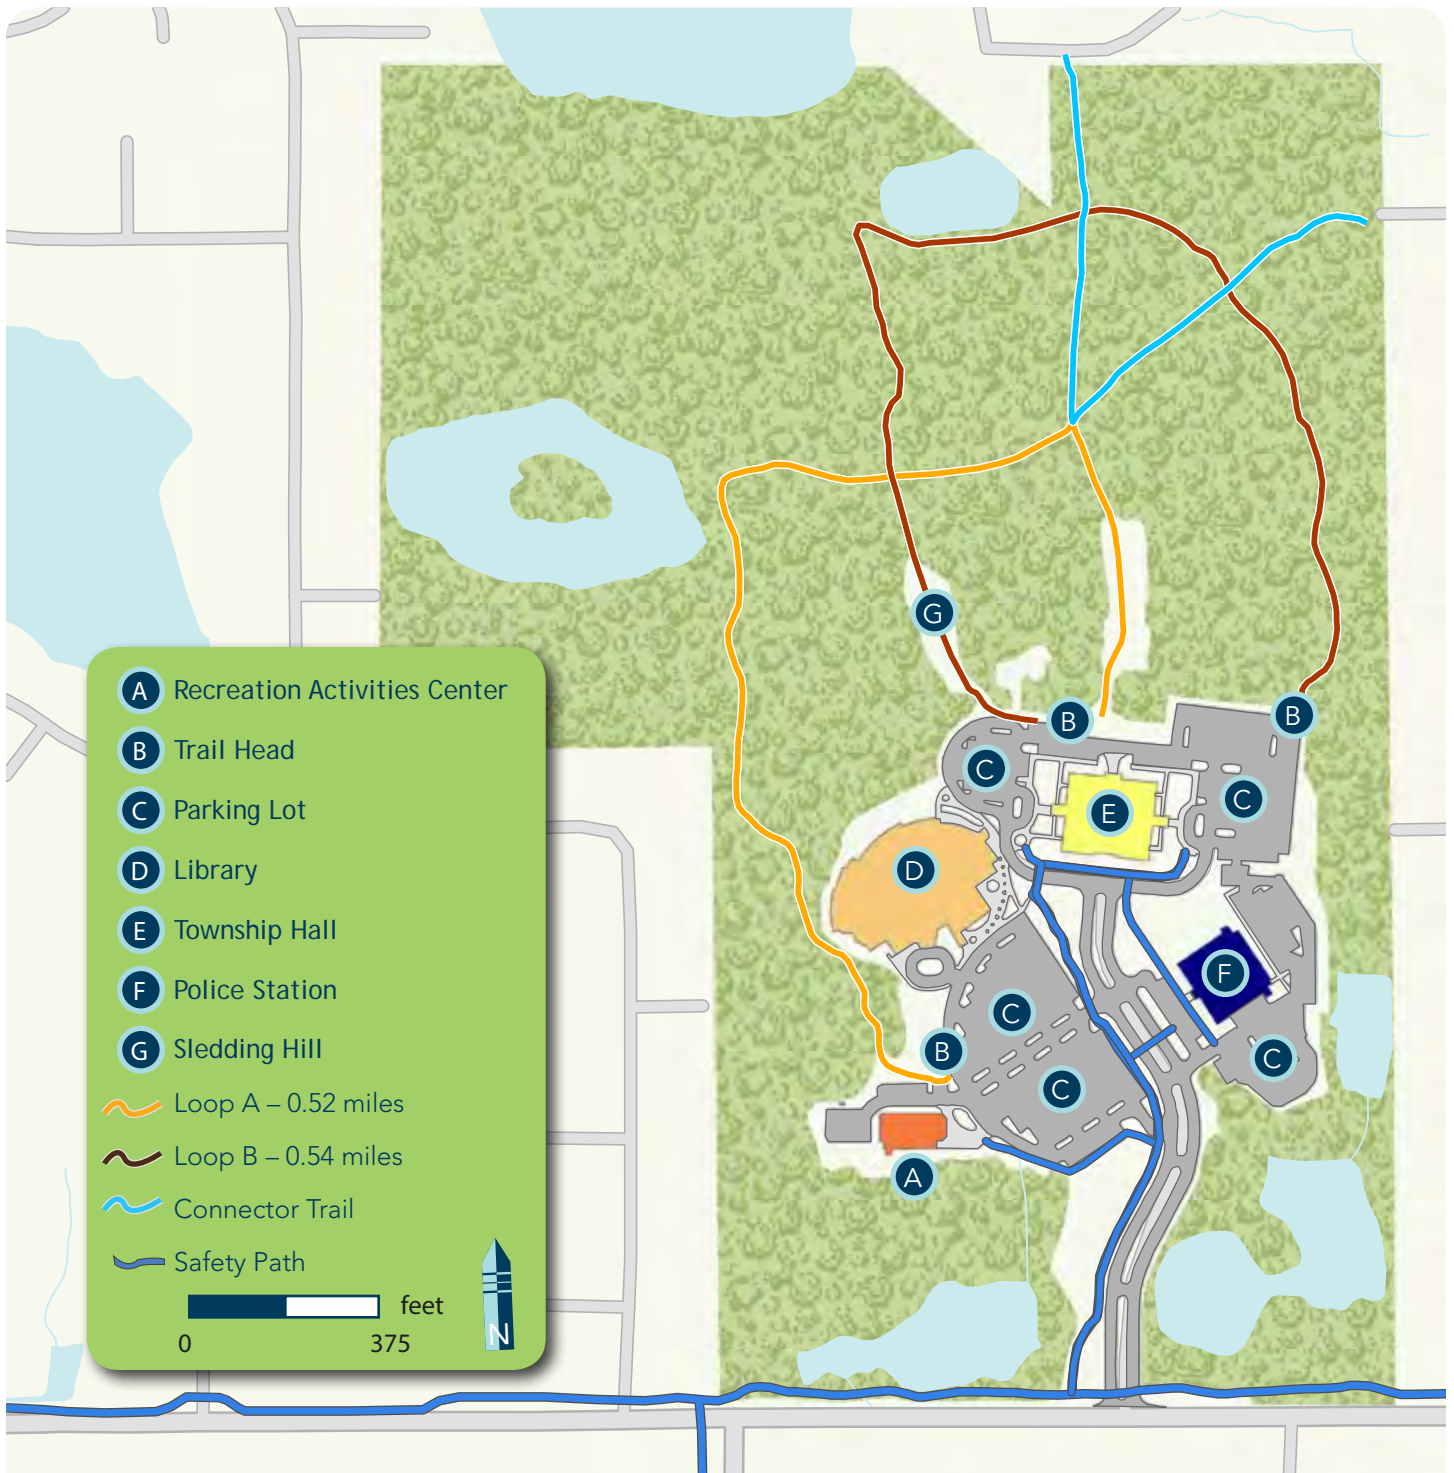 G
B
B
C
C
E
D
F
C
B
C
C
A
A Recreation Activities Center
B Trail Head
C Parking Lot
D Library
E Township Hall
F Police Station
G Sledding Hill
Loop A – 0.52 miles
Loop B – 0.54 miles
Connector Trail
Safety Path
feet
0 375
N